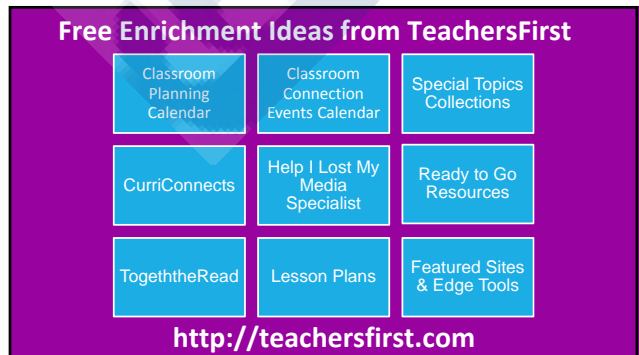 Free Enrichment Ideas from TeachersFirst
Classroom
Planning
Calendar
Classroom
Connection
Events Calendar
Special Topics
Collections
CurriConnects
Help I Lost My
Media
Specialist
Ready to Go
Resources
TogeththeRead
Lesson Plans
Featured Sites
& Edge Tools
http://teachersfirst.com